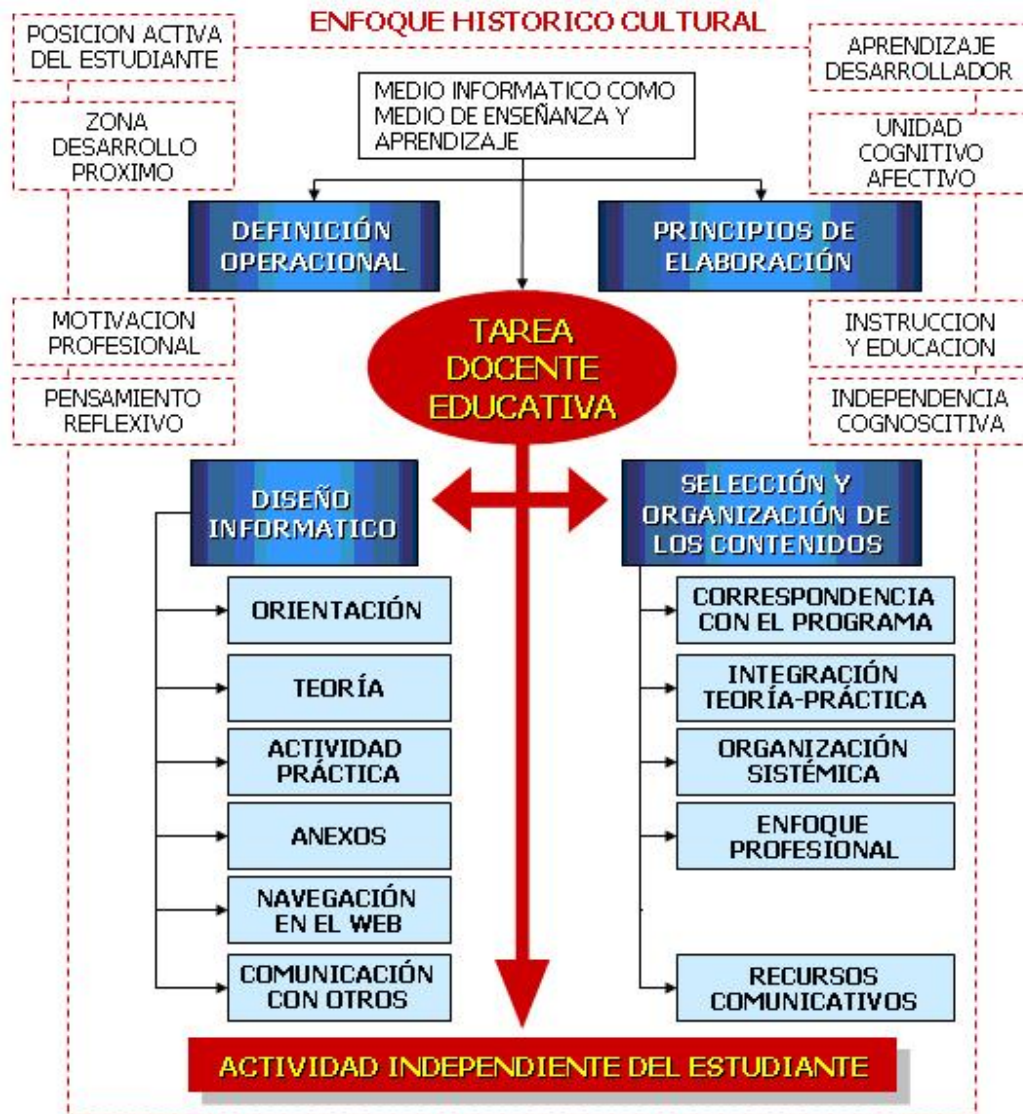 ENFOQUE HISTORICO CULTURAL
POSICION ACTIVA
DEL ESTUDIANTE
APRENDIZAJE
DESARROLLADOR
MEDIO INFORMATICO COMO
MEDIO DE ENSEÑANZA Y
APRENDIZAJE
ZONA
DESARROLLO
PROXIMO
UNIDAD
COGNITIVO
AFECTIVO
DEFINICIÓN
OPERACIONAL
PRINCIPIOS DE
ELABORACIÓN
MOTIVACION
PROFESIONAL
TAREA
DOCENTE
EDUCATIVA
INSTRUCCION
Y EDUCACION
PENSAMIENTO
REFLEXIVO
INDEPENDENCIA
COGNOSCITIVA
DISEÑO
INFORMATICO
ORIENTACIÓN
TEORÍA
ACTIVIDAD
PRÁCTICA
ANEXOS
NAVEGACIÓN
EN EL WEB
COMUNICACIÓN
CON OTROS
SELECCIÓN Y
ORGANIZACIÓN DE
LOS CONTENIDOS
CORRESPONDENCIA
CON EL PROGRAMA
INTEGRACIÓN
TEORÍA-PRÁCTICA
ORGANIZACIÓN
SISTÉMICA
ENFOQUE
PROFESIONAL
RECURSOS
COMUNICATIVOS
ACTIVIDAD INDEPENDIENTE DEL ESTUDIANTE